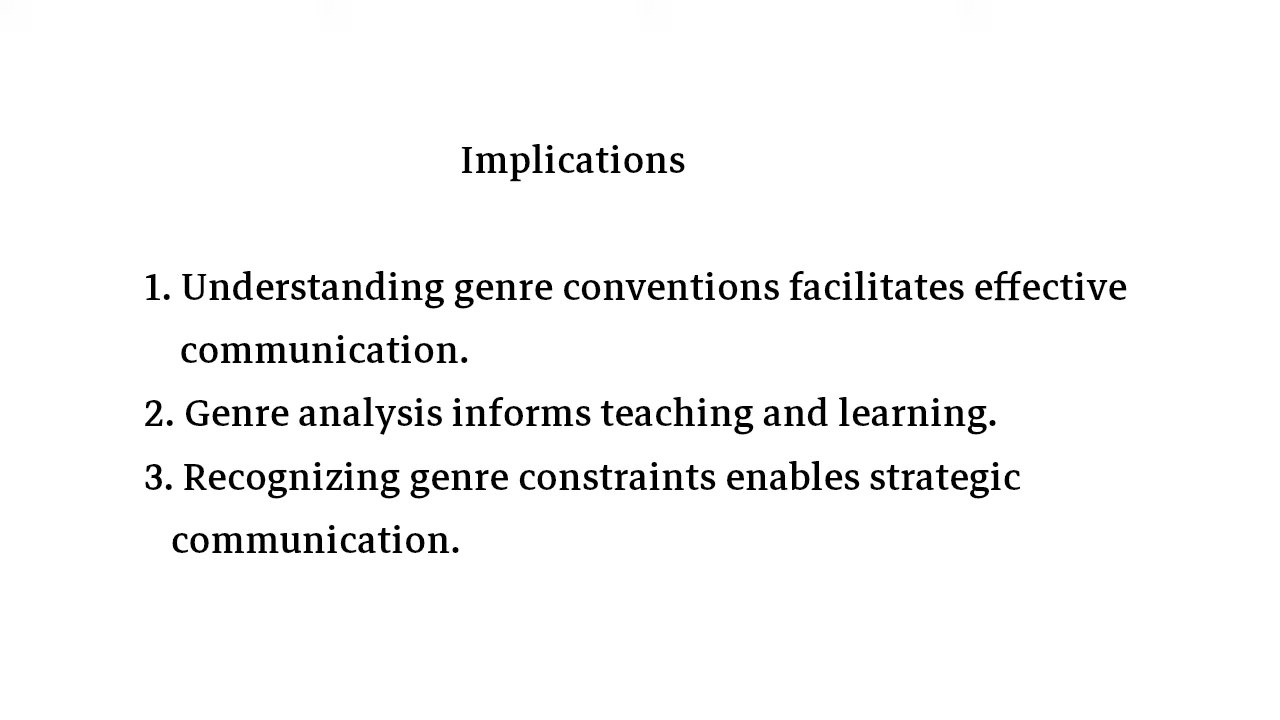 Implications
1. Understanding genre conventions facilitates effective
communication.
2. Genre analysis informs teaching and learning.
3. Recognizing genre constraints enables strategic
communication.